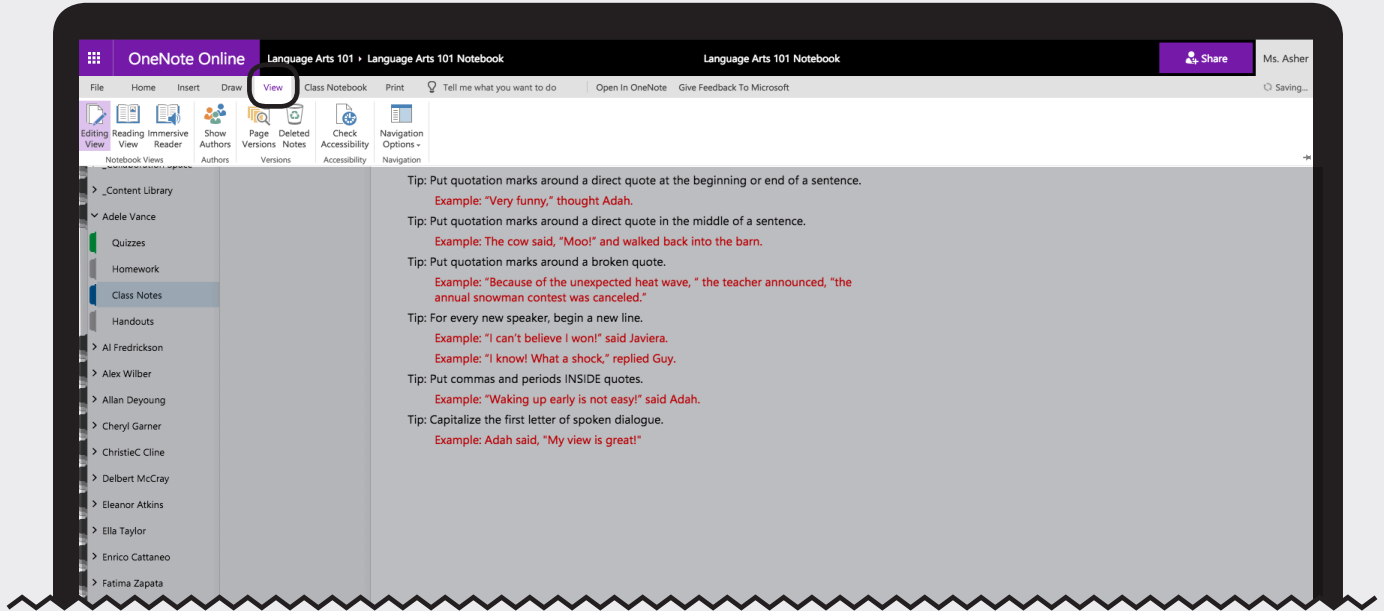 OneNote Online
Language Arts 101 › Language Arts 101 Notebook
Language Arts 101 Notebook
Share
Ms. Asher
File Home Insert Draw View Class Notebook Print Tell me what you want to do Open In OneNote Give Feedback To Microsoft Saving...
Editing View
Reading View
Immersive Reader
Show Authors
Page Versions
Deleted Notes
Check Accessibility
Navigation Options
Notebook Views Authors Versions Accessibility Navigation
_Collaboration Space
_Content Library
Adele Vance
Quizzes
Homework
Class Notes
Handouts
Al Fredrickson
Alex Wilber
Allan Deyoung
Cheryl Garner
ChristieC Cline
Delbert McCray
Eleanor Atkins
Ella Taylor
Enrico Cattaneo
Fatima Zapata
Tip: Put quotation marks around a direct quote at the beginning or end of a sentence.
Example: “Very funny,” thought Adah.
Tip: Put quotation marks around a direct quote in the middle of a sentence.
Example: The cow said, “Moo!” and walked back into the barn.
Tip: Put quotation marks around a broken quote.
Example: “Because of the unexpected heat wave, ” the teacher announced, “the
annual snowman contest was canceled.”
Tip: For every new speaker, begin a new line.
Example: “I can’t believe I won!” said Javiera.
Example: “I know! What a shock,” replied Guy.
Tip: Put commas and periods INSIDE quotes.
Example: “Waking up early is not easy!” said Adah.
Tip: Capitalize the first letter of spoken dialogue.
Example: Adah said, "My view is great!"